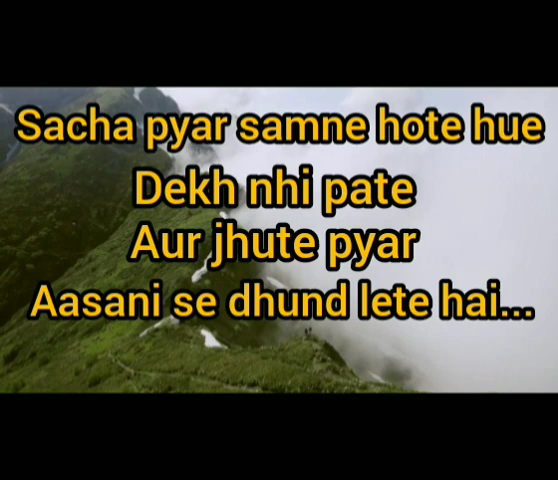 Sacha pyar samne hote hue
Dekh nhi pate
Aur jhute pyar
Aasani se dhund lete hai...